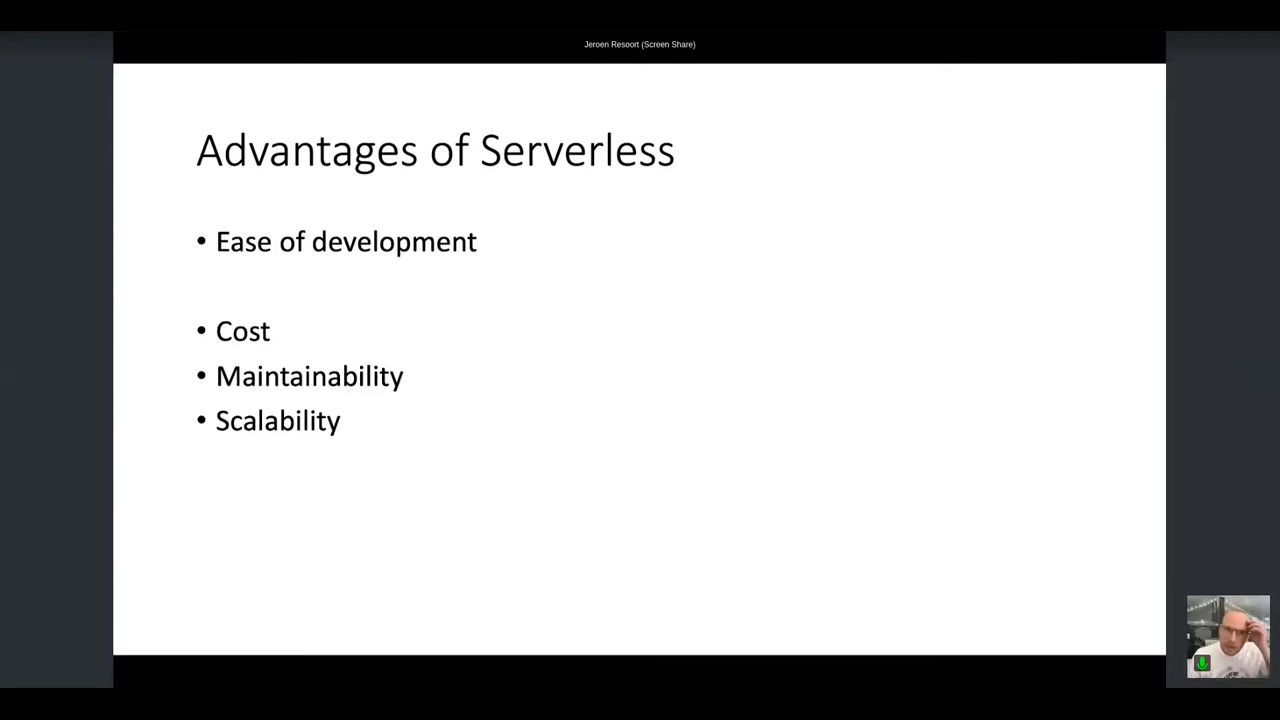 Jeroen Resoort (Screen Share)
Advantages of Serverless
• Ease of development
• Cost
• Maintainability
• Scalability